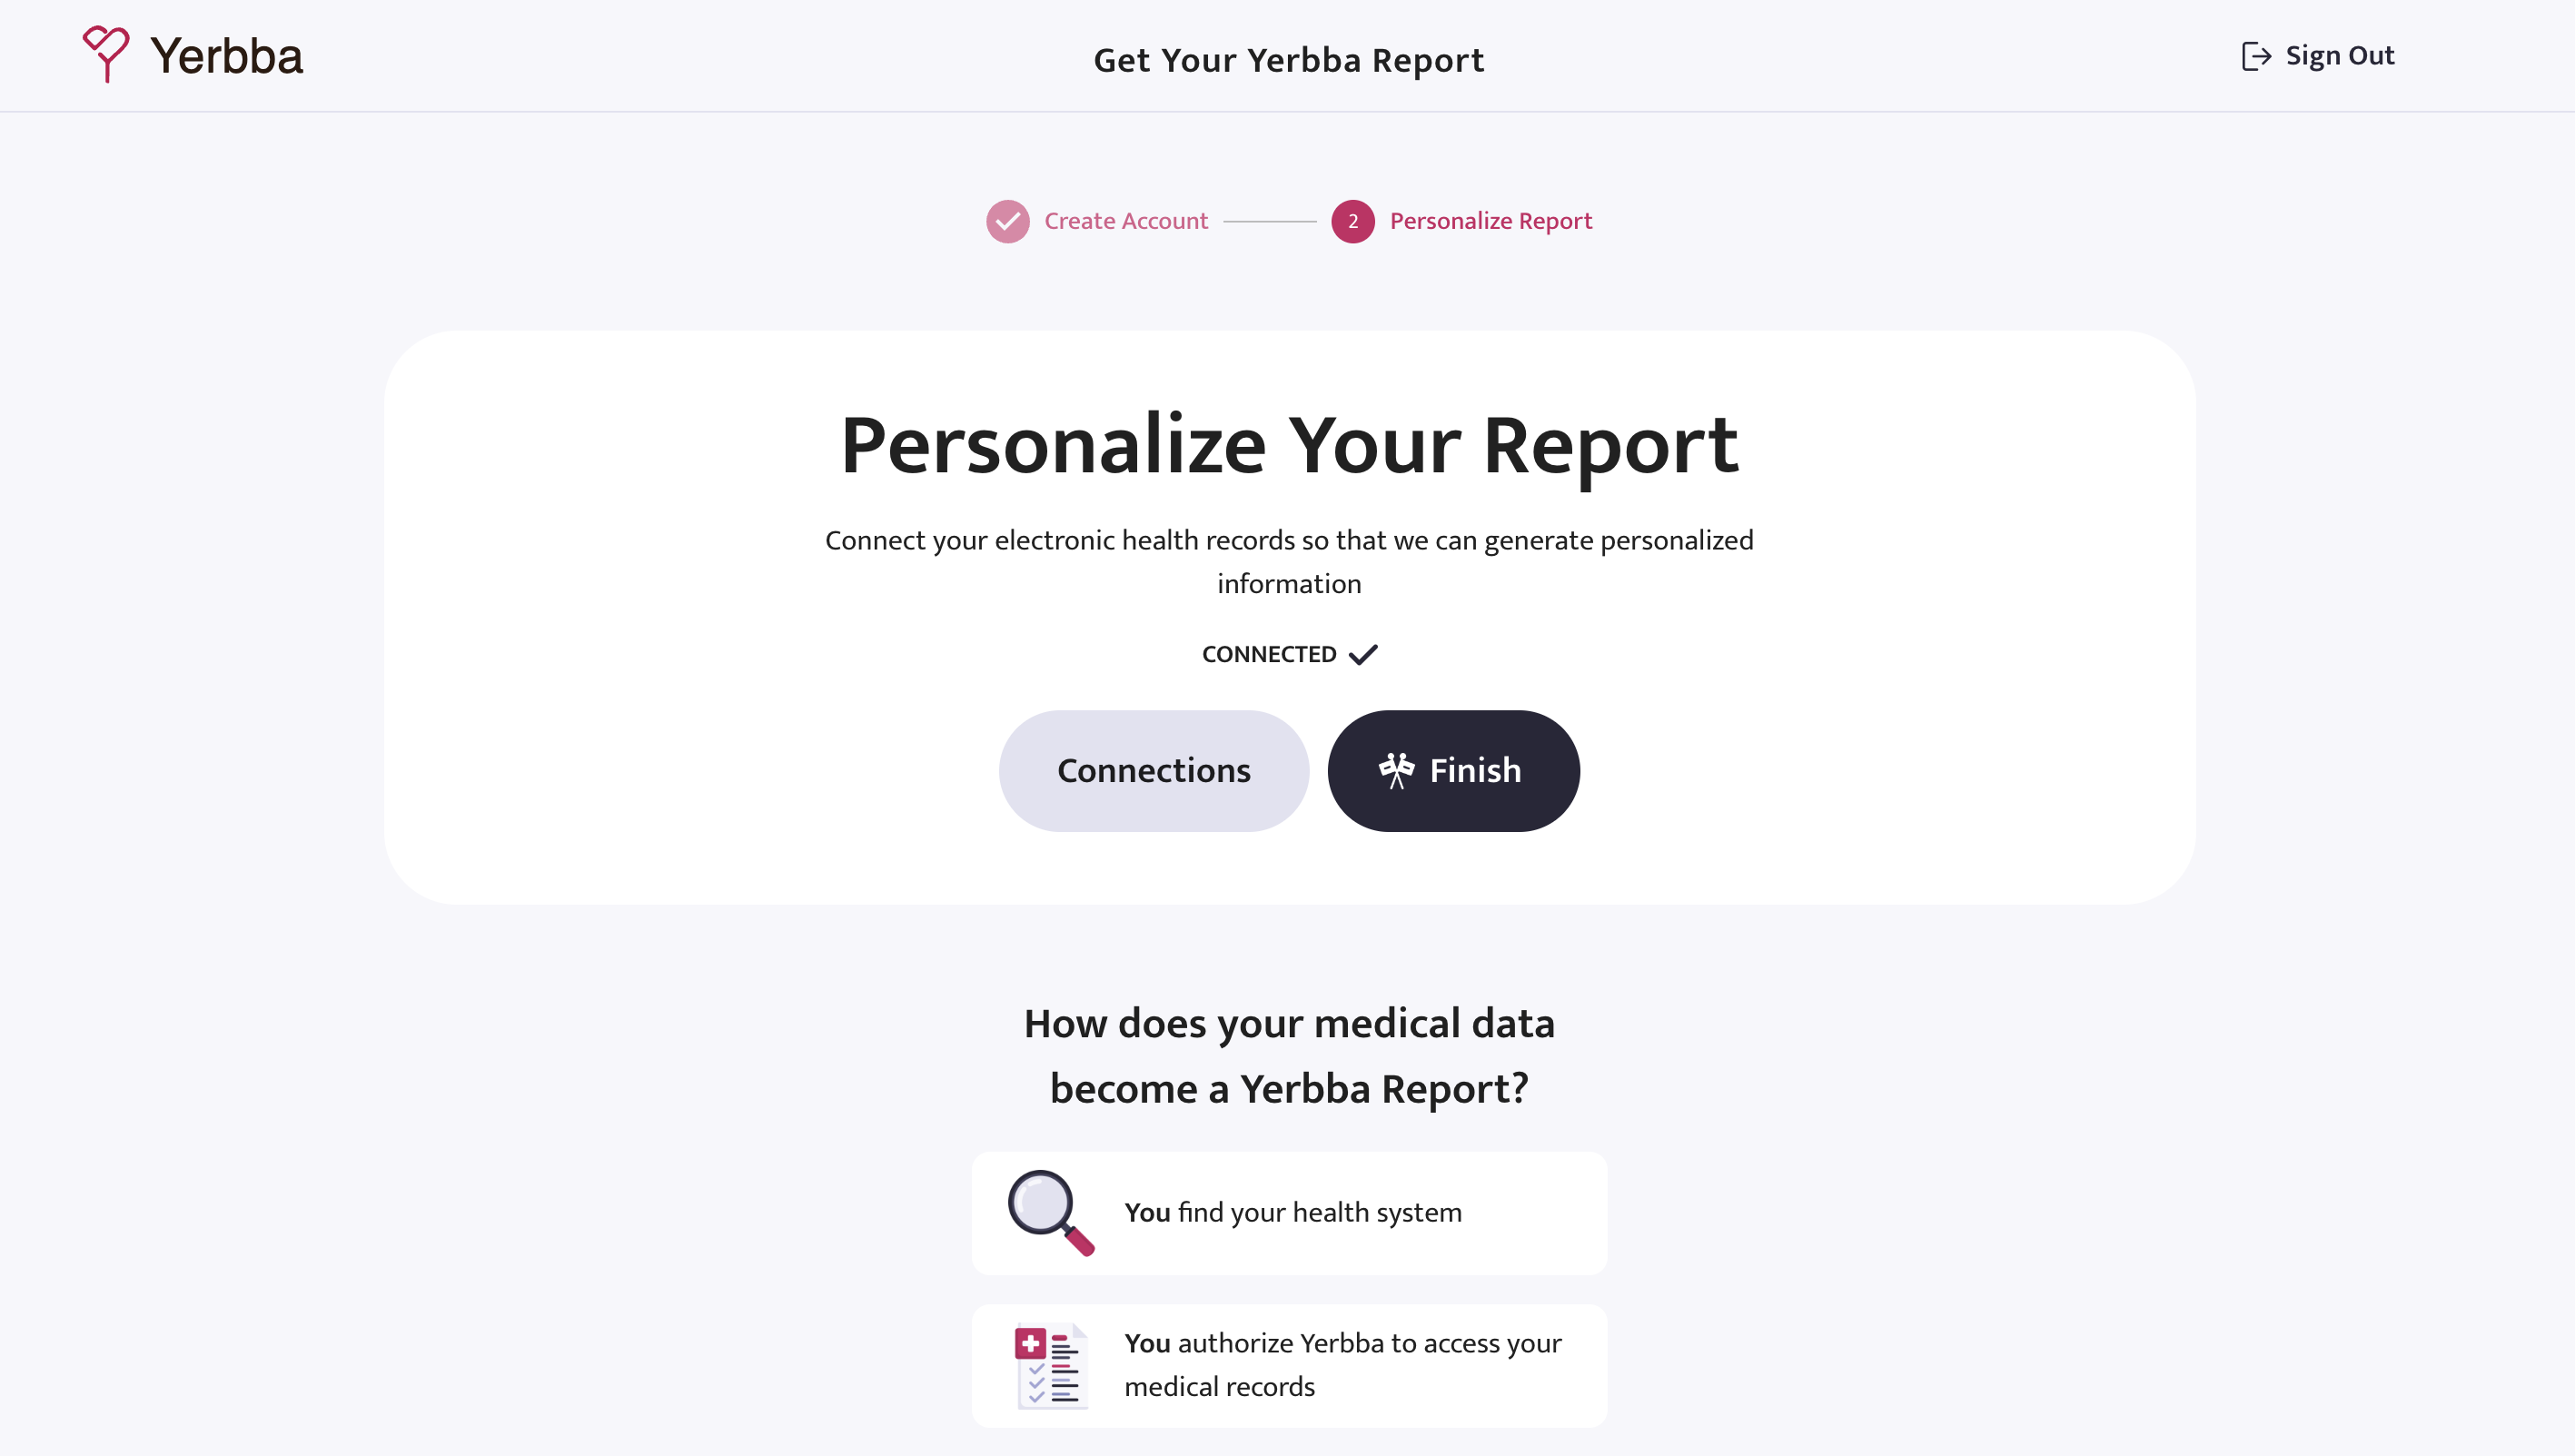 Yerbba
Get Your Yerbba Report
Sign Out
Create Account
2
Personalize Report
Personalize Your Report
Connect your electronic health records so that we can generate personalized
information
CONNECTED
Connections
Finish
How does your medical data
become a Yerbba Report?
You find your health system
You authorize Yerbba to access your
medical records